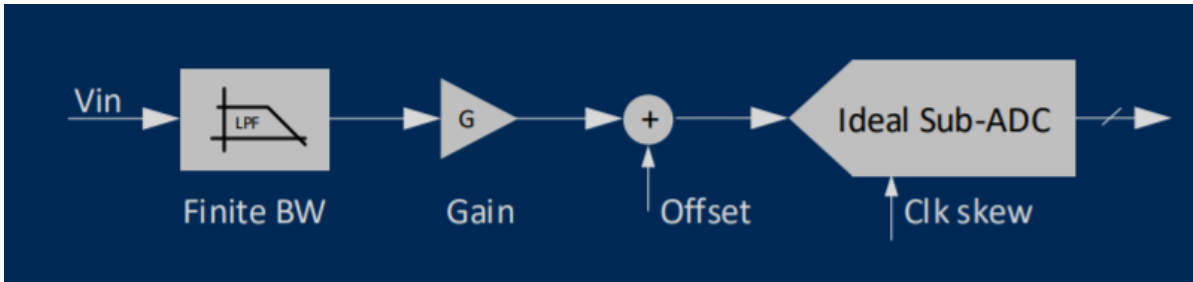 Vin
LPF
G
+
Ideal Sub-ADC
Finite BW
Gain
Offset
Clk skew